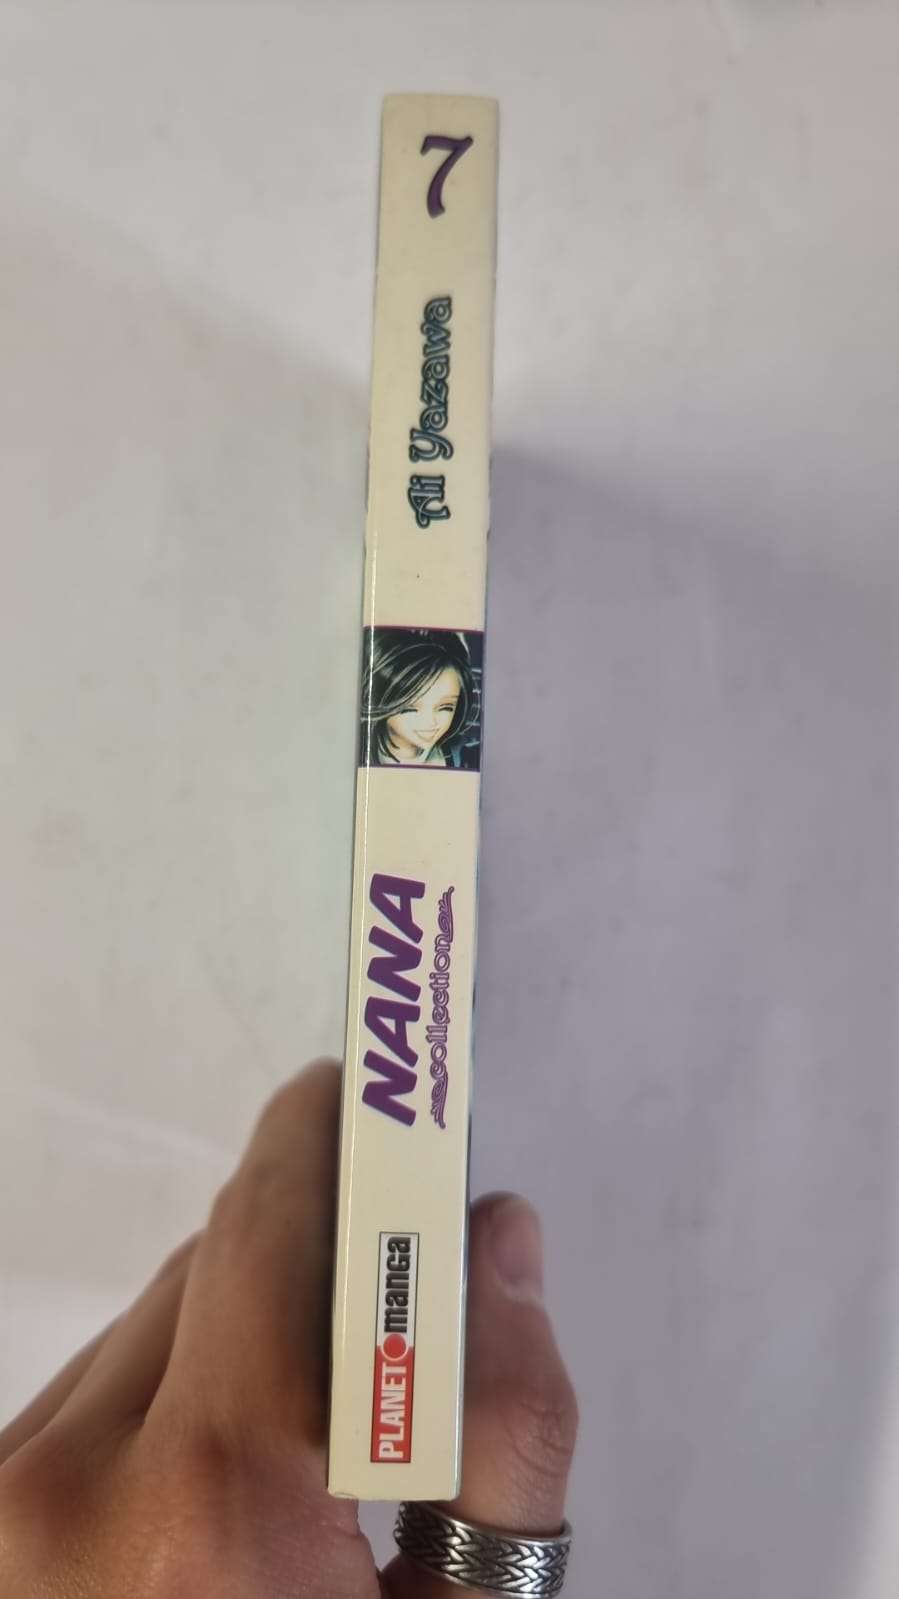 7
Ai Yazawa
NANA
collection
PLANET manga